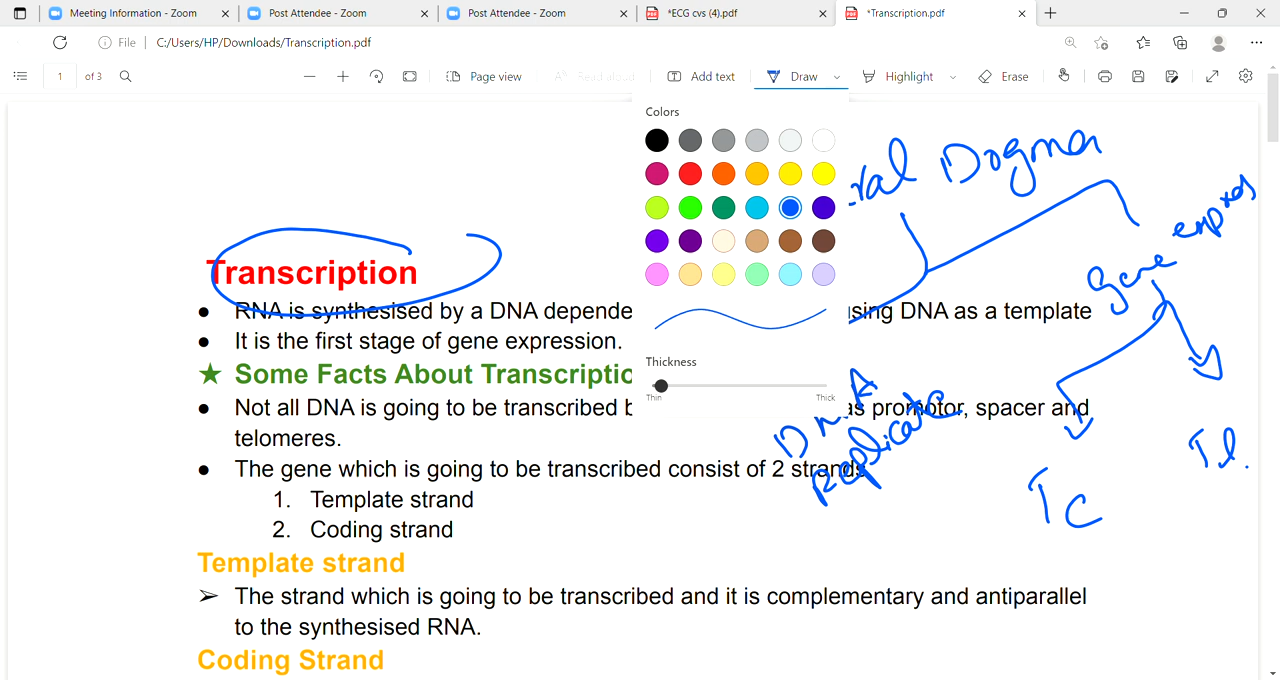 Meeting Information - Zoom
Post Attendee - Zoom
Post Attendee - Zoom
*ECG cvs (4).pdf
*Transcription.pdf
File C:/Users/HP/Downloads/Transcription.pdf
1 of 3
Page view
Read aloud
Add text
Draw
Highlight
Erase
Colors
Thickness
Thin
Thick
ral Dogma
Gene
DNA
Replicate
TC
Tl.
Transcription
● RNA is synthesised by a DNA depende using DNA as a template
● It is the first stage of gene expression.
★ Some Facts About Transcriptio
● Not all DNA is going to be transcribed b as promotor, spacer and
telomeres.
● The gene which is going to be transcribed consist of 2 strands
1. Template strand
2. Coding strand
Template strand
➢ The strand which is going to be transcribed and it is complementary and antiparallel
to the synthesised RNA.
Coding Strand